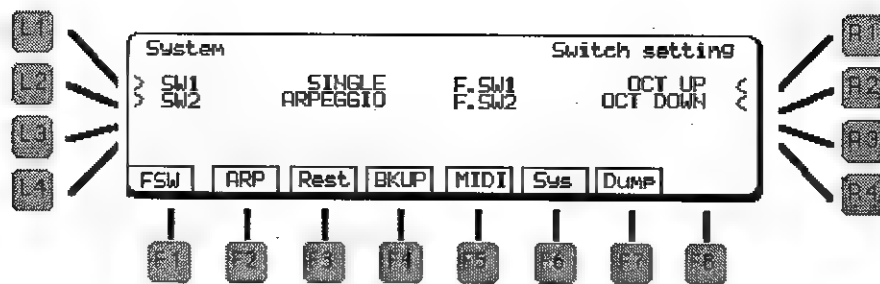 System Switch setting
> SW1 SINGLE F.SW1 OCT UP <
> SW2 ARPEGGIO F.SW2 OCT DOWN <
FSW ARP Rest BKUP MIDI Sys Dump
L1
L2
L3
L4
R1
R2
R3
R4
F1 F2 F3 F4 F5 F6 F7 F8